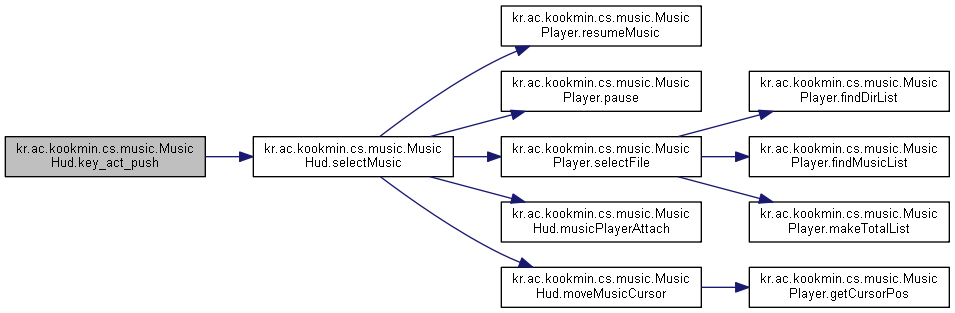 kr.ac.kookmin.cs.music.Music
Hud.key_act_push
kr.ac.kookmin.cs.music.Music
Hud.selectMusic
kr.ac.kookmin.cs.music.Music
Player.resumeMusic
kr.ac.kookmin.cs.music.Music
Player.pause
kr.ac.kookmin.cs.music.Music
Player.selectFile
kr.ac.kookmin.cs.music.Music
Hud.musicPlayerAttach
kr.ac.kookmin.cs.music.Music
Hud.moveMusicCursor
kr.ac.kookmin.cs.music.Music
Player.findDirList
kr.ac.kookmin.cs.music.Music
Player.findMusicList
kr.ac.kookmin.cs.music.Music
Player.makeTotalList
kr.ac.kookmin.cs.music.Music
Player.getCursorPos